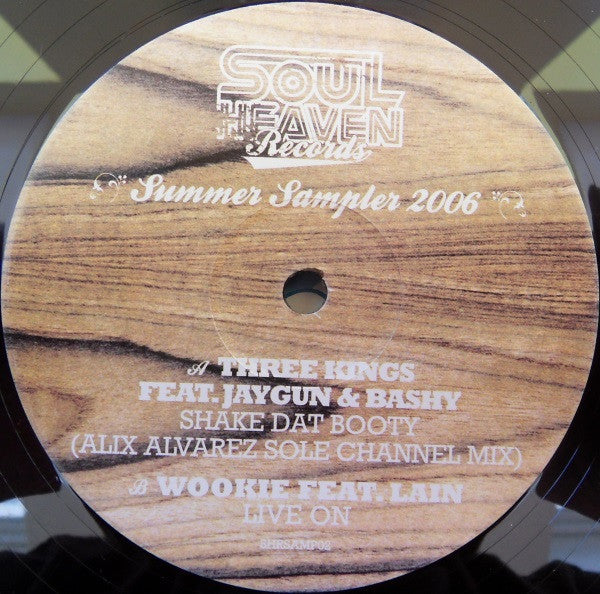 SOUL
HEAVEN
Records
Summer Sampler 2006
A THREE KINGS
FEAT. JAYGUN & BASHY
SHAKE DAT BOOTY
(ALIX ALVAREZ SOLE CHANNEL MIX)
B WOOKIE FEAT. LAIN
LIVE ON
SHRSAMP02